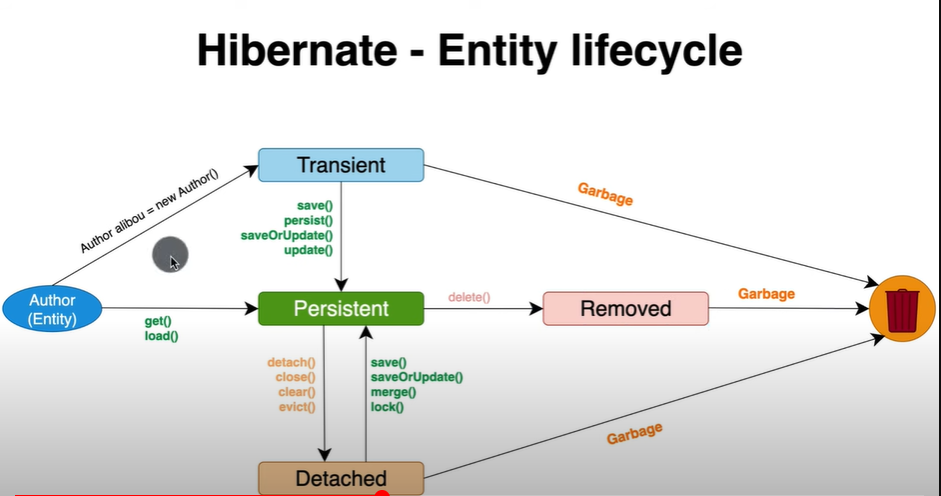 Hibernate - Entity lifecycle
Transient
Author alibou = new Author()
Garbage
save()
persist()
saveOrUpdate()
update()
Author
(Entity)
get()
load()
Persistent
delete()
Removed
Garbage
detach()
close()
clear()
evict()
save()
saveOrUpdate()
merge()
lock()
Garbage
Detached